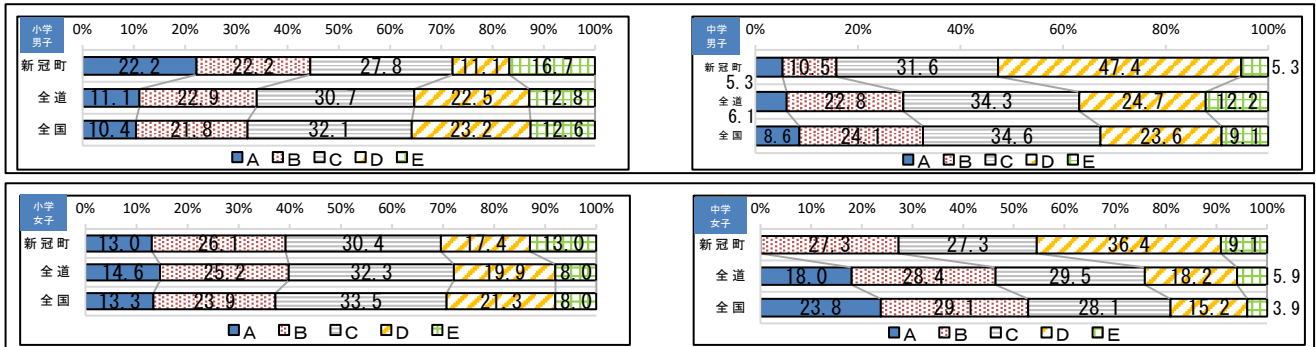 小学
男子
0% 10% 20% 30% 40% 50% 60% 70% 80% 90% 100%
新冠町 22.2 22.2 27.8 11.1 16.7
全道 11.1 22.9 30.7 22.5 12.8
全国 10.4 21.8 32.1 23.2 12.6
A B C D E
中学
男子
0% 20% 40% 60% 80% 100%
新冠町 5.3 10.5 31.6 47.4 5.3
全道 6.1 22.8 34.3 24.7 12.2
全国 8.6 24.1 34.6 23.6 9.1
A B C D E
小学
女子
0% 10% 20% 30% 40% 50% 60% 70% 80% 90% 100%
新冠町 13.0 26.1 30.4 17.4 13.0
全道 14.6 25.2 32.3 19.9 8.0
全国 13.3 23.9 33.5 21.3 8.0
A B C D E
中学
女子
0% 20% 40% 60% 80% 100%
新冠町 27.3 27.3 36.4 9.1
全道 18.0 28.4 29.5 18.2 5.9
全国 23.8 29.1 28.1 15.2 3.9
A B C D E